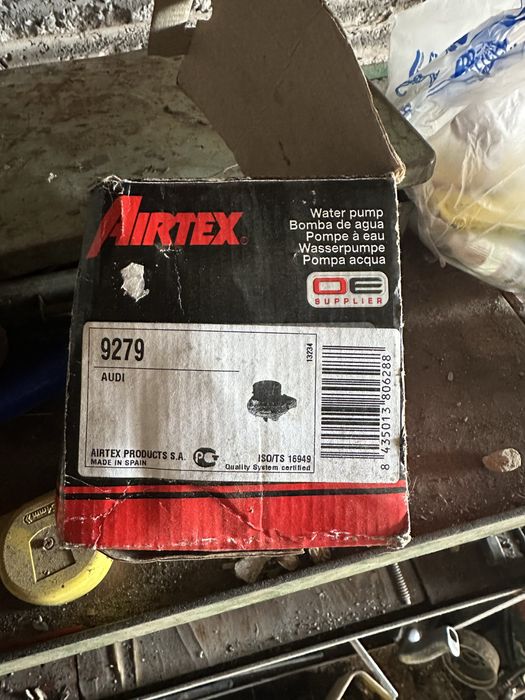 AIRTEX
Water pump
Bomba de agua
Pompe à eau
Wasserpumpe
Pompa acqua
OE
SUPPLIER
9279
AUDI
13234
8 435013 806288
AIRTEX PRODUCTS S.A.
MADE IN SPAIN
ISO/TS 16949
Quality System certified